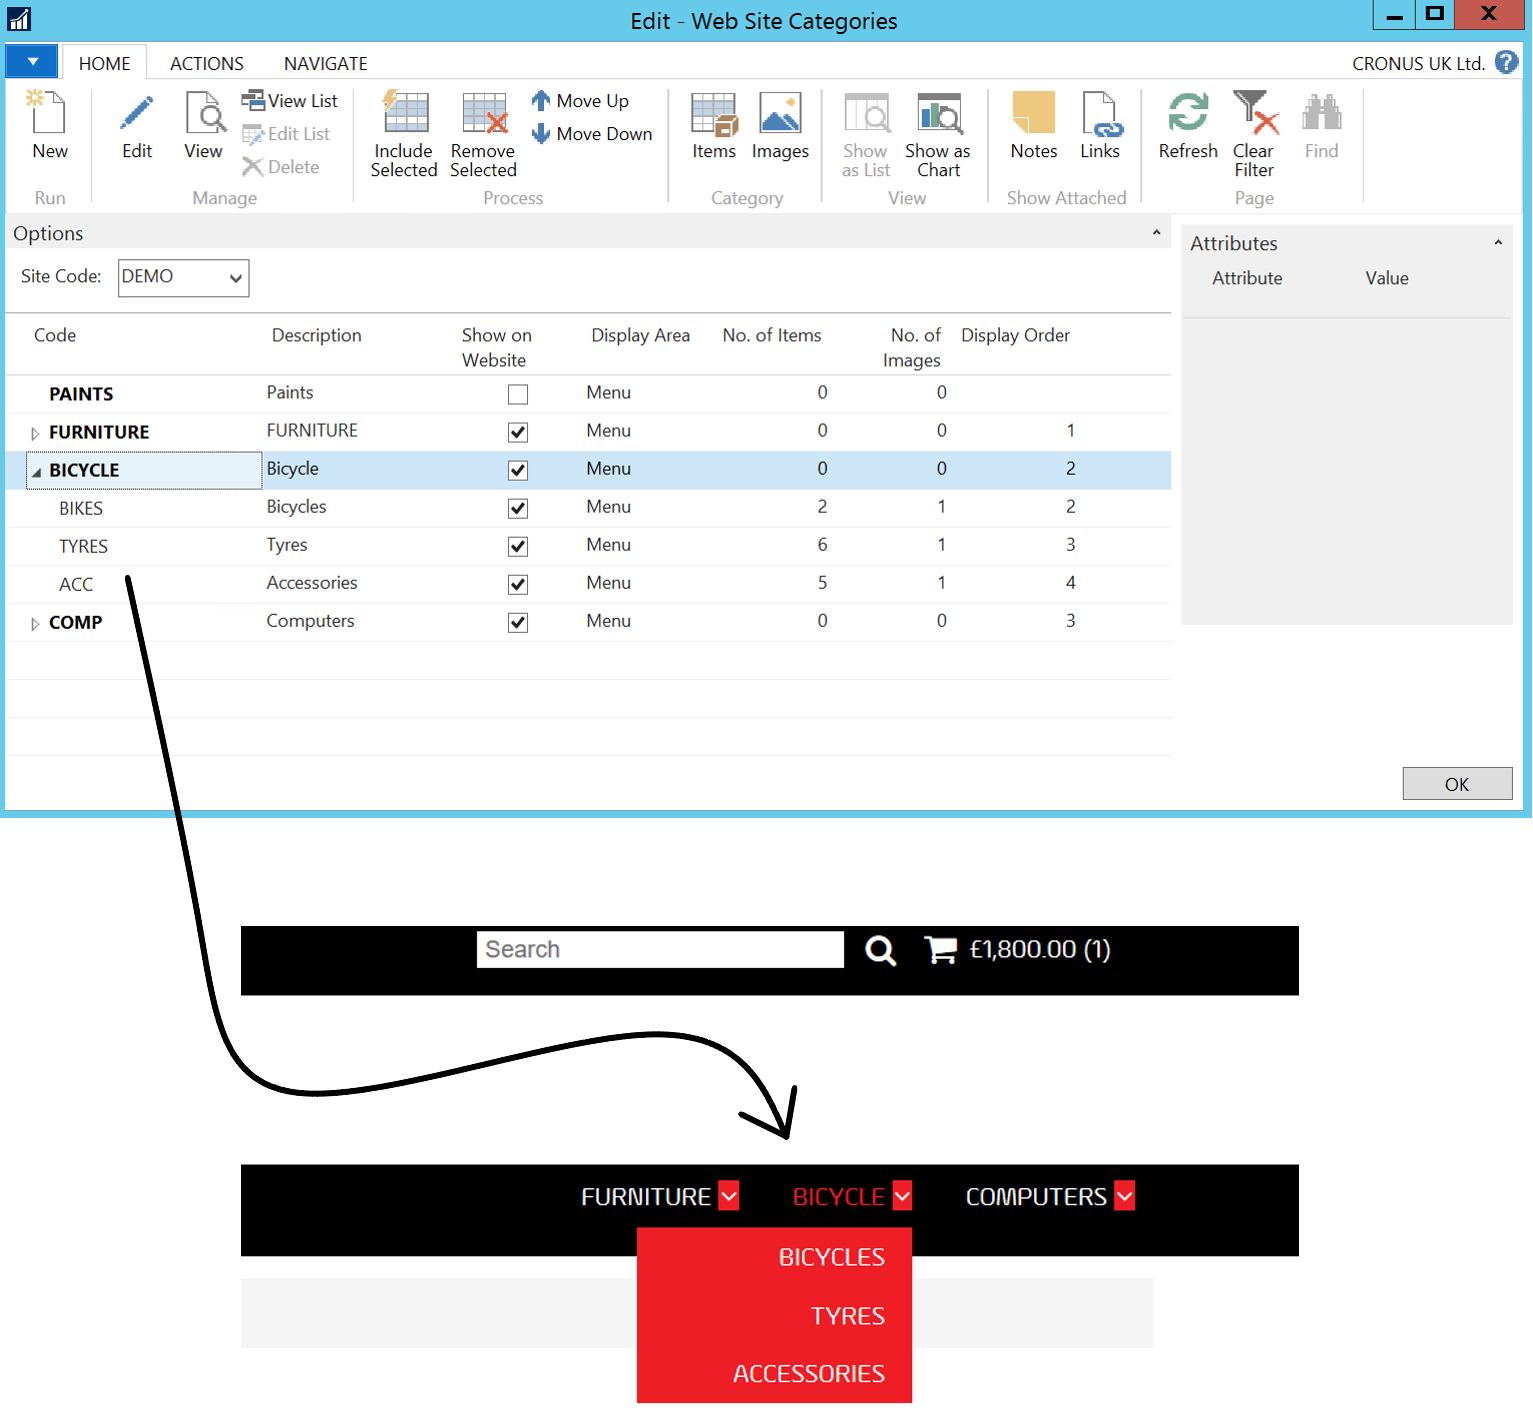 Edit - Web Site Categories
HOME ACTIONS NAVIGATE CRONUS UK Ltd. ?
New
Run
Edit
View
View List
Edit List
Delete
Manage
Include
Selected
Remove
Selected
Move Up
Move Down
Process
Items
Images
Category
Show
as List
Show as
Chart
View
Notes
Links
Show Attached
Refresh
Clear
Filter
Find
Page
Options
Site Code: DEMO
Attributes
Attribute Value
Code Description Show on Website Display Area No. of Items No. of Images Display Order
PAINTS Paints Menu 0 0
FURNITURE FURNITURE Menu 0 0 1
BICYCLE Bicycle Menu 0 0 2
BIKES Bicycles Menu 2 1 2
TYRES Tyres Menu 6 1 3
ACC Accessories Menu 5 1 4
COMP Computers Menu 0 0 3
OK
Search £1,800.00 (1)
FURNITURE BICYCLE COMPUTERS
BICYCLES
TYRES
ACCESSORIES